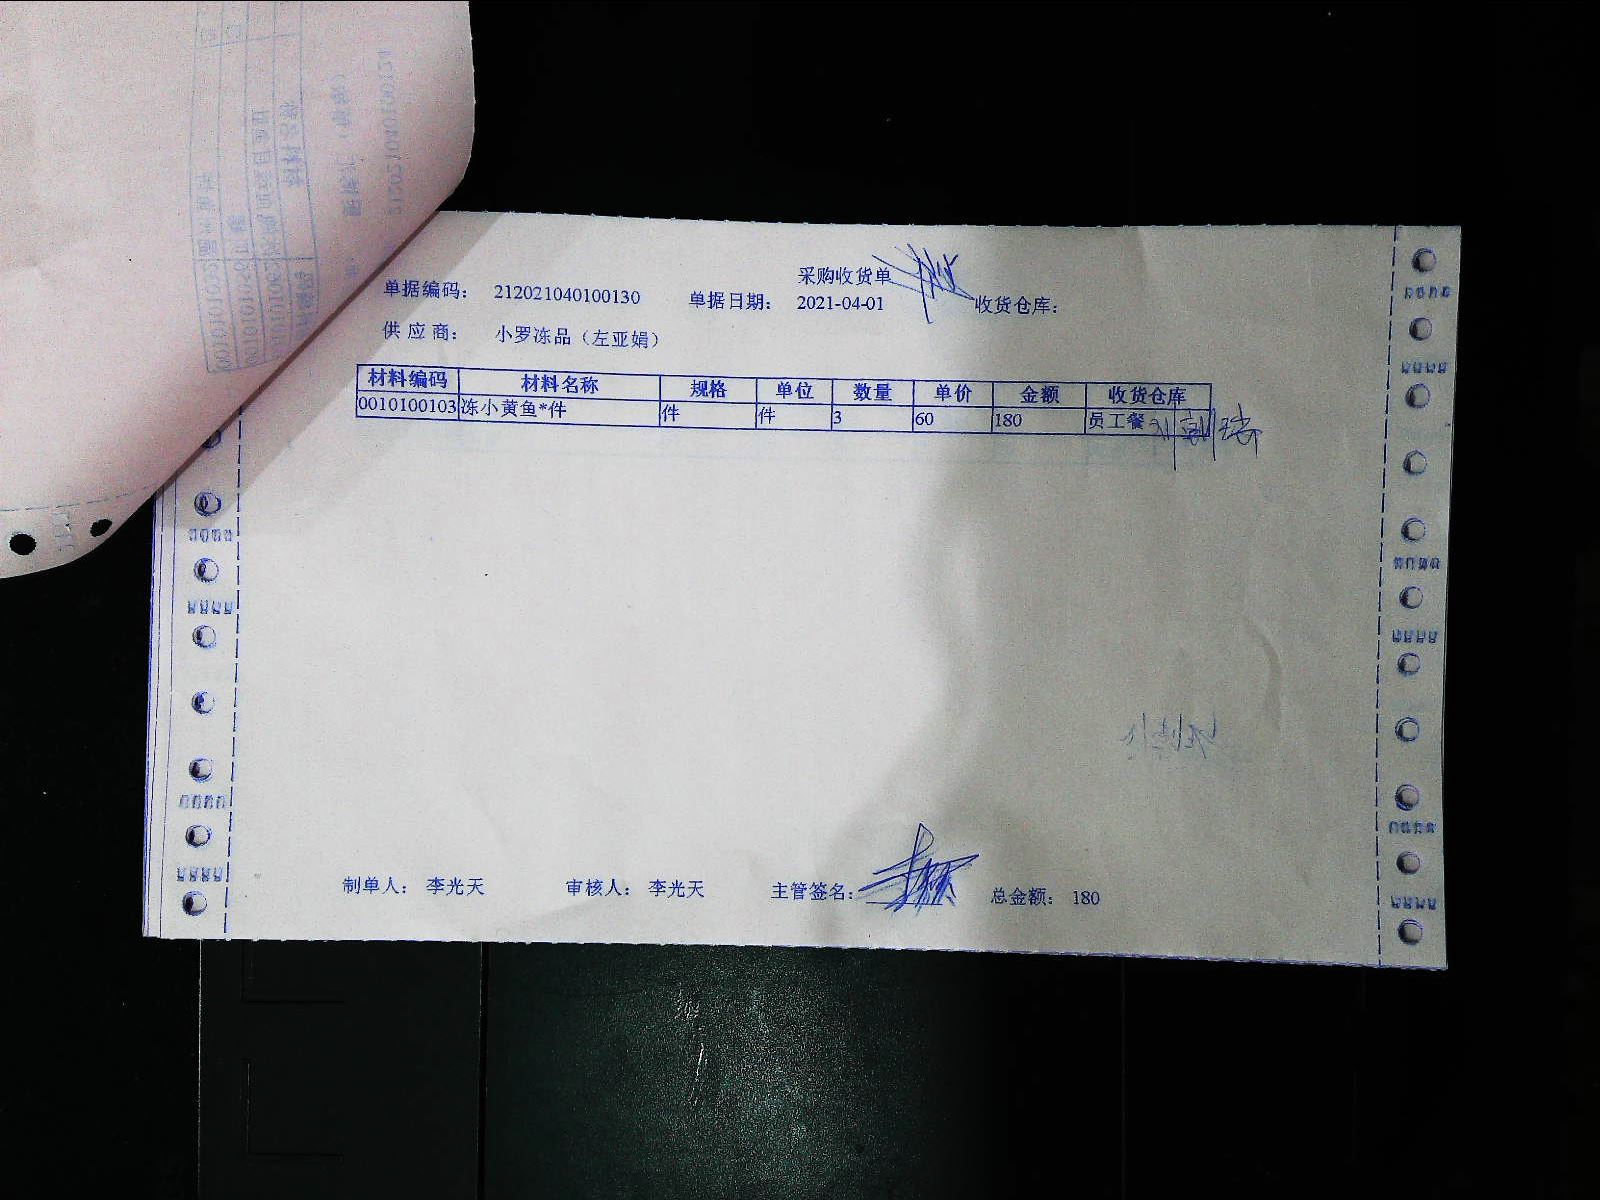 采购收货单
单据编码： 212021040100130 单据日期： 2021-04-01 收货仓库：
供 应 商： 小罗冻品（左亚娟）
材料编码 材料名称 规格 单位 数量 单价 金额 收货仓库
0010100103 冻小黄鱼*件 件 件 3 60 180 员工餐
制单人： 李光天 审核人： 李光天 主管签名： 总金额： 180